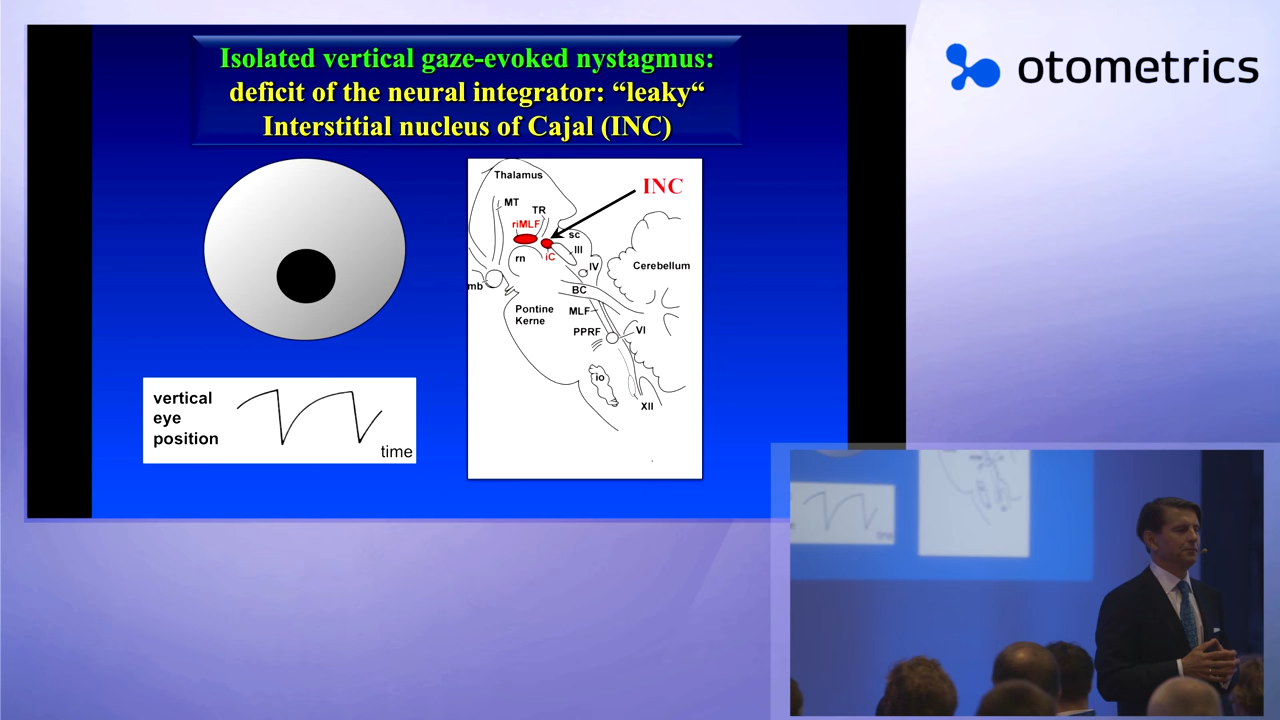 Isolated vertical gaze-evoked nystagmus:
deficit of the neural integrator: “leaky“
Interstitial nucleus of Cajal (INC)
otometrics
Thalamus
INC
MT
TR
riMLF
sc
III
rn
iC
IV
Cerebellum
mb
BC
Pontine
Kerne
MLF
PPRF
VI
io
XII
vertical
eye
position
time
time